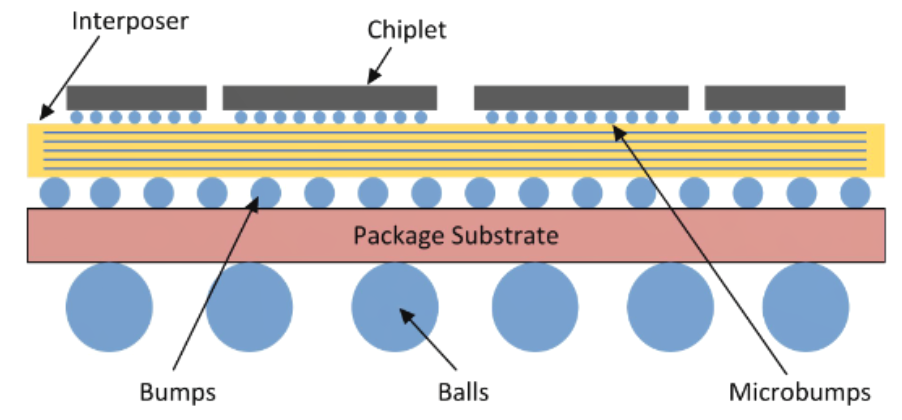 Interposer
Chiplet
Package Substrate
Bumps
Balls
Microbumps